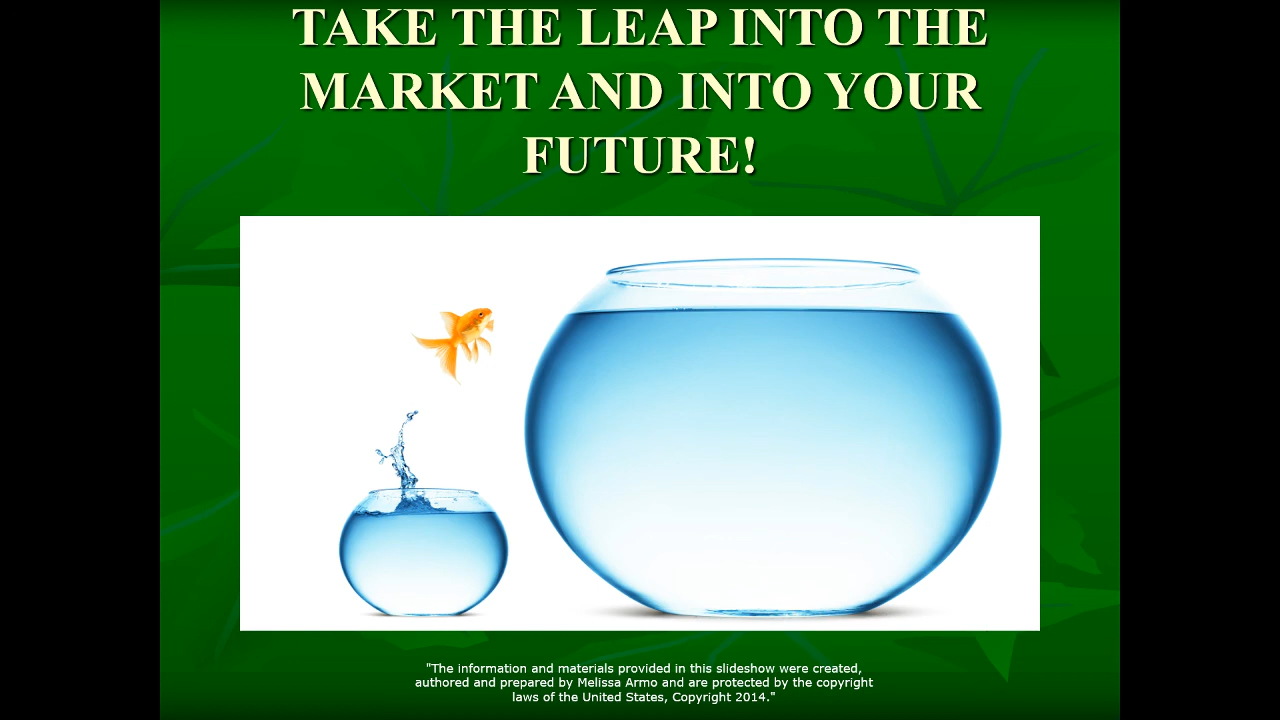 TAKE THE LEAP INTO THE
MARKET AND INTO YOUR
FUTURE!
"The information and materials provided in this slideshow were created,
authored and prepared by Melissa Armo and are protected by the copyright
laws of the United States, Copyright 2014."